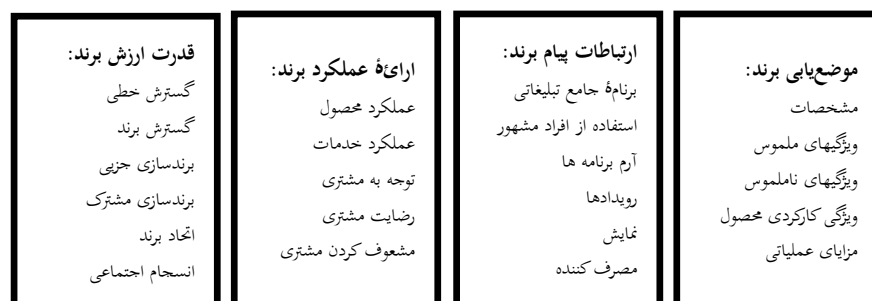 موضع‌یابی برند:
مشخصات
ویژگیهای ملموس
ویژگیهای ناملموس
ویژگی کارکردی محصول
مزایای عملیاتی
ارتباطات پیام برند:
برنامۀ جامع تبلیغاتی
استفاده از افراد مشهور
آرم برنامه ها
رویدادها
نمایش
مصرف کننده
ارائۀ عملکرد برند:
عملکرد محصول
عملکرد خدمات
توجه به مشتری
رضایت مشتری
مشعوف کردن مشتری
قدرت ارزش برند:
گسترش خطی
گسترش برند
برندسازی جزیی
برندسازی مشترک
اتحاد برند
انسجام اجتماعی